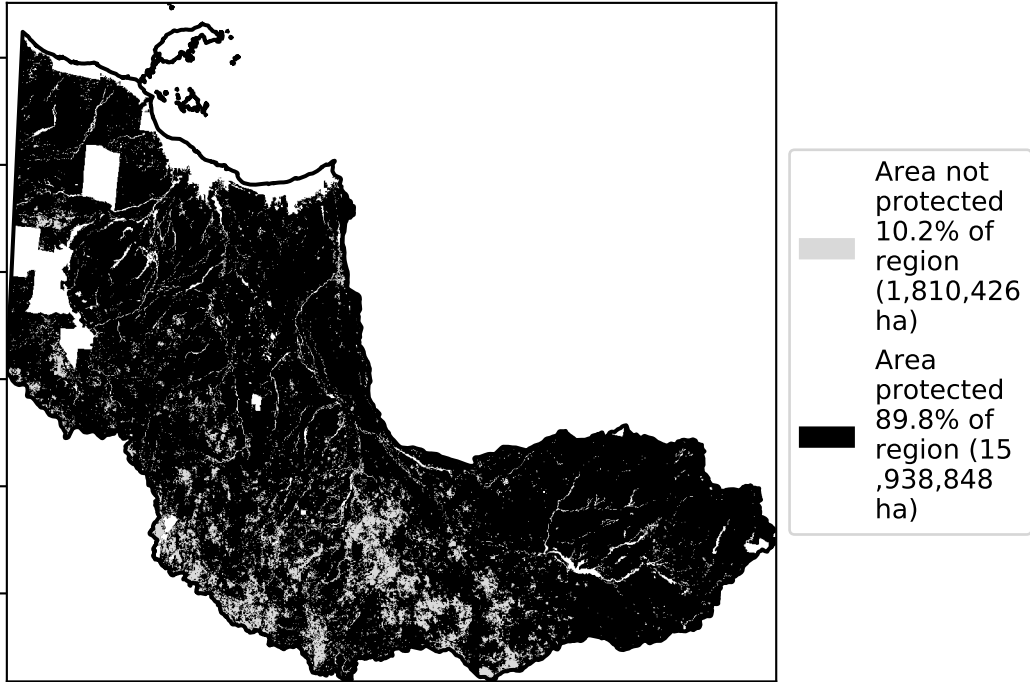 Area not
protected
10.2% of
region
(1,810,426
ha)
Area
protected
89.8% of
region (15
,938,848
ha)